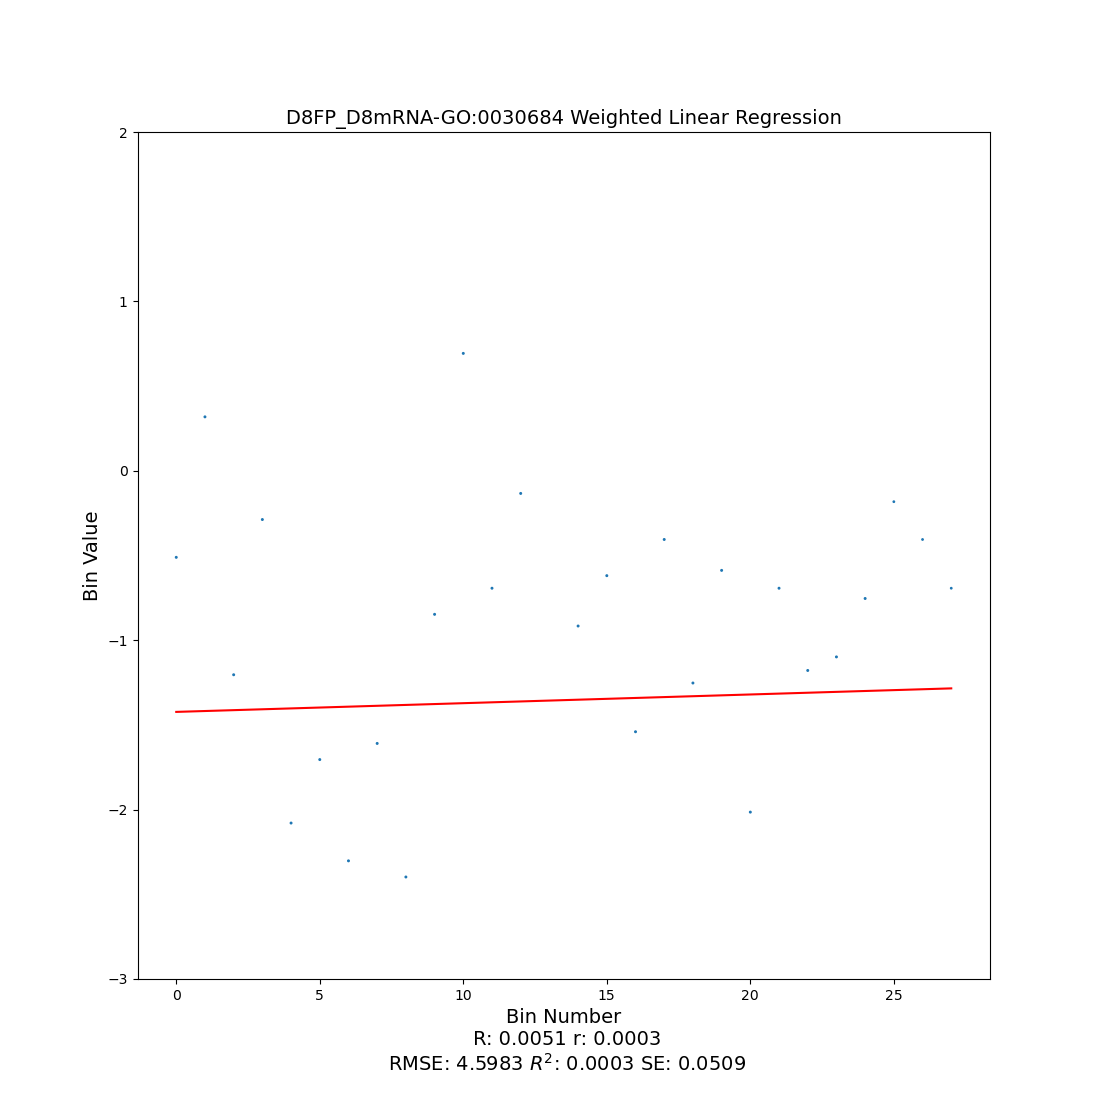 D8FP_D8mRNA-GO:0030684 Weighted Linear Regression
2
1
0
−1
−2
−3
Bin Value
0 5 10 15 20 25
Bin Number
R: 0.0051 r: 0.0003
RMSE: 4.5983 R²: 0.0003 SE: 0.0509